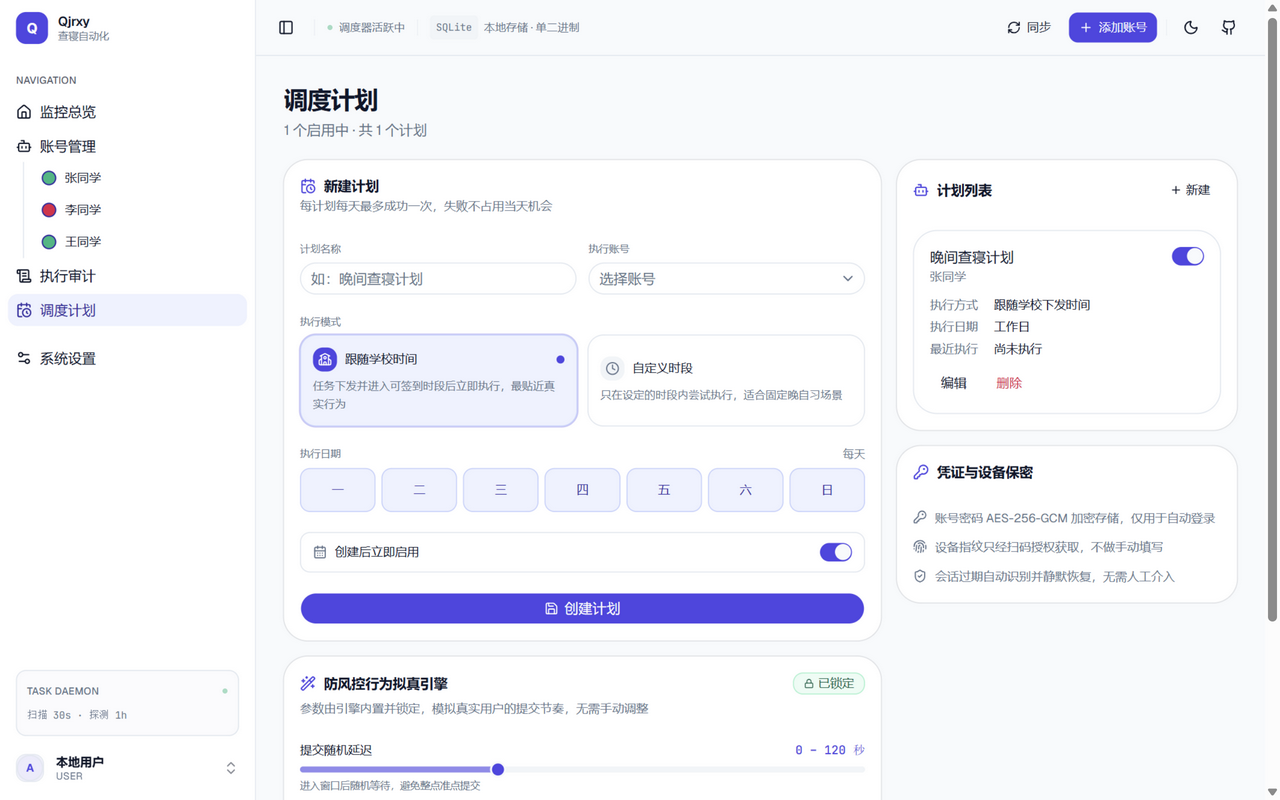 Q
Qjrxy
查寝自动化
NAVIGATION
监控总览
账号管理
张同学
李同学
王同学
执行审计
调度计划
系统设置
TASK DAEMON
扫描 30s · 探测 1h
A
本地用户
USER
调度器活跃中
SQLite 本地存储 · 单二进制
同步
添加账号
调度计划
1 个启用中 · 共 1 个计划
新建计划
每计划每天最多成功一次，失败不占用当天机会
计划名称
执行账号
如：晚间查寝计划
选择账号
执行模式
跟随学校时间
任务下发并进入可签到时段后立即执行，最贴近真
实行为
自定义时段
只在设定的时段内尝试执行，适合固定晚自习场景
执行日期
每天
一 二 三 四 五 六 日
创建后立即启用
创建计划
防风控行为拟真引擎
已锁定
参数由引擎内置并锁定，模拟真实用户的提交节奏，无需手动调整
提交随机延迟
0 – 120 秒
进入窗口后随机等待，避免整点准点提交
计划列表
新建
晚间查寝计划
张同学
执行方式 跟随学校下发时间
执行日期 工作日
最近执行 尚未执行
编辑 删除
凭证与设备保密
账号密码 AES-256-GCM 加密存储，仅用于自动登录
设备指纹只经扫码授权获取，不做手动填写
会话过期自动识别并静默恢复，无需人工介入